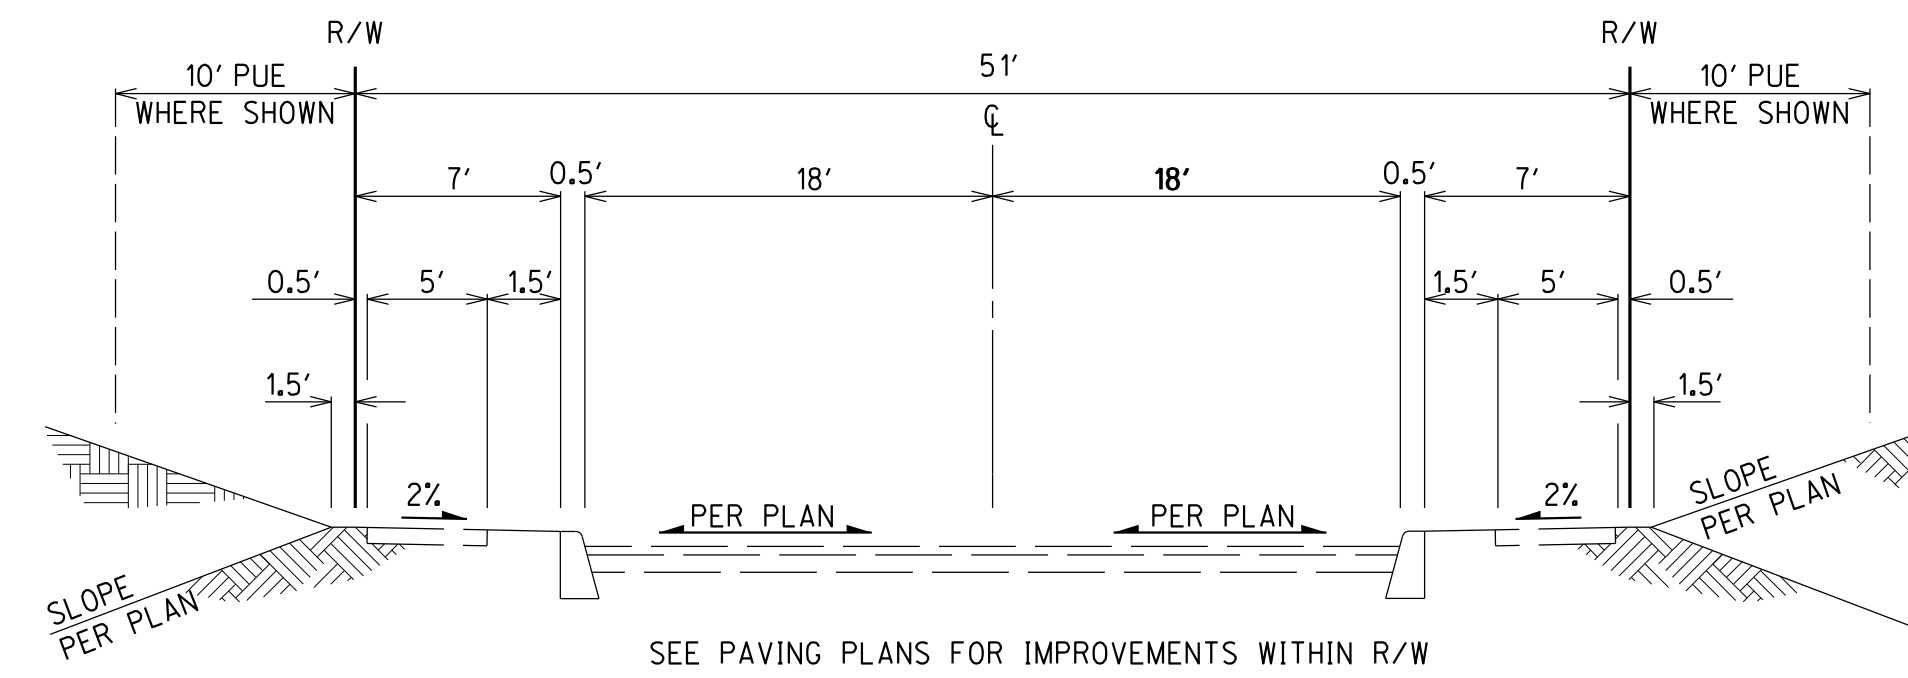 R/W
R/W
51'
10' PUE
WHERE SHOWN
10' PUE
WHERE SHOWN
℄
7'
0.5'
18'
18'
0.5'
7'
0.5'
5'
1.5'
1.5'
5'
0.5'
1.5'
1.5'
2%
PER PLAN
PER PLAN
2%
SLOPE
PER PLAN
SLOPE
PER PLAN
SEE PAVING PLANS FOR IMPROVEMENTS WITHIN R/W